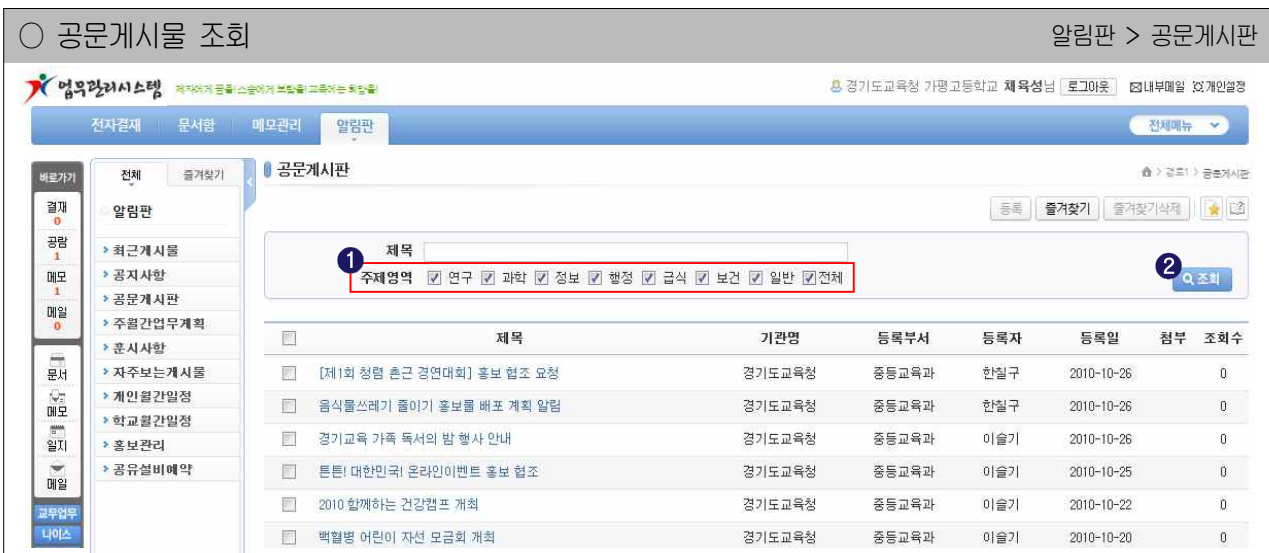 ○ 공문게시물 조회
알림판 > 공문게시판
업무관리시스템
경기도교육청 가평고등학교 채육성님 로그아웃 내부메일 개인설정
전자결재 문서함 메모관리 알림판 전체메뉴
바로가기
결재
0
공람
1
메모
1
메일
0
문서
메모
일지
메일
교무업무
나이스
전체 즐겨찾기
알림판
최근게시물
공지사항
공문게시판
주월간업무계획
훈시사항
자주보는게시물
개인월간일정
학교월간일정
홍보관리
공유설비예약
공문게시판
> 경로1 > 공문게시판
등록 즐겨찾기 즐겨찾기삭제
제목
1
주제영역 연구 과학 정보 행정 급식 보건 일반 전체
2
조회
제목 기관명 등록부서 등록자 등록일 첨부 조회수
[제1회 청렴 촌극 경연대회] 홍보 협조 요청 경기도교육청 중등교육과 한칠구 2010-10-26 0
음식물쓰레기 줄이기 홍보물 배포 계획 알림 경기도교육청 중등교육과 한칠구 2010-10-26 0
경기교육 가족 독서의 밤 행사 안내 경기도교육청 중등교육과 이슬기 2010-10-26 0
튼튼! 대한민국! 온라인이벤트 홍보 협조 경기도교육청 중등교육과 이슬기 2010-10-25 0
2010 함께하는 건강캠프 개최 경기도교육청 중등교육과 이슬기 2010-10-22 0
백혈병 어린이 자선 모금회 개최 경기도교육청 중등교육과 이슬기 2010-10-20 0